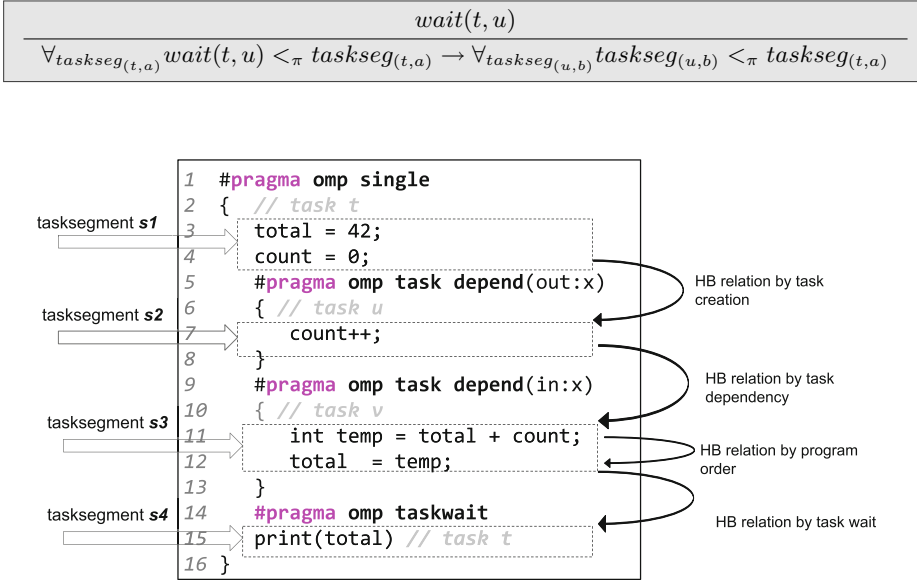 wait(t, u)
∀taskseg(t,a) wait(t, u) <π taskseg(t,a) → ∀taskseg(u,b) taskseg(u,b) <π taskseg(t,a)
1 #pragma omp single
2 { // task t
tasksegment s1
3 total = 42;
4 count = 0;
5 #pragma omp task depend(out:x)
HB relation by task
creation
6 { // task u
tasksegment s2
7 count++;
8 }
9 #pragma omp task depend(in:x)
HB relation by task
dependency
10 { // task v
tasksegment s3
11 int temp = total + count;
12 total = temp;
HB relation by program
order
13 }
14 #pragma omp taskwait
tasksegment s4
HB relation by task wait
15 print(total) // task t
16 }